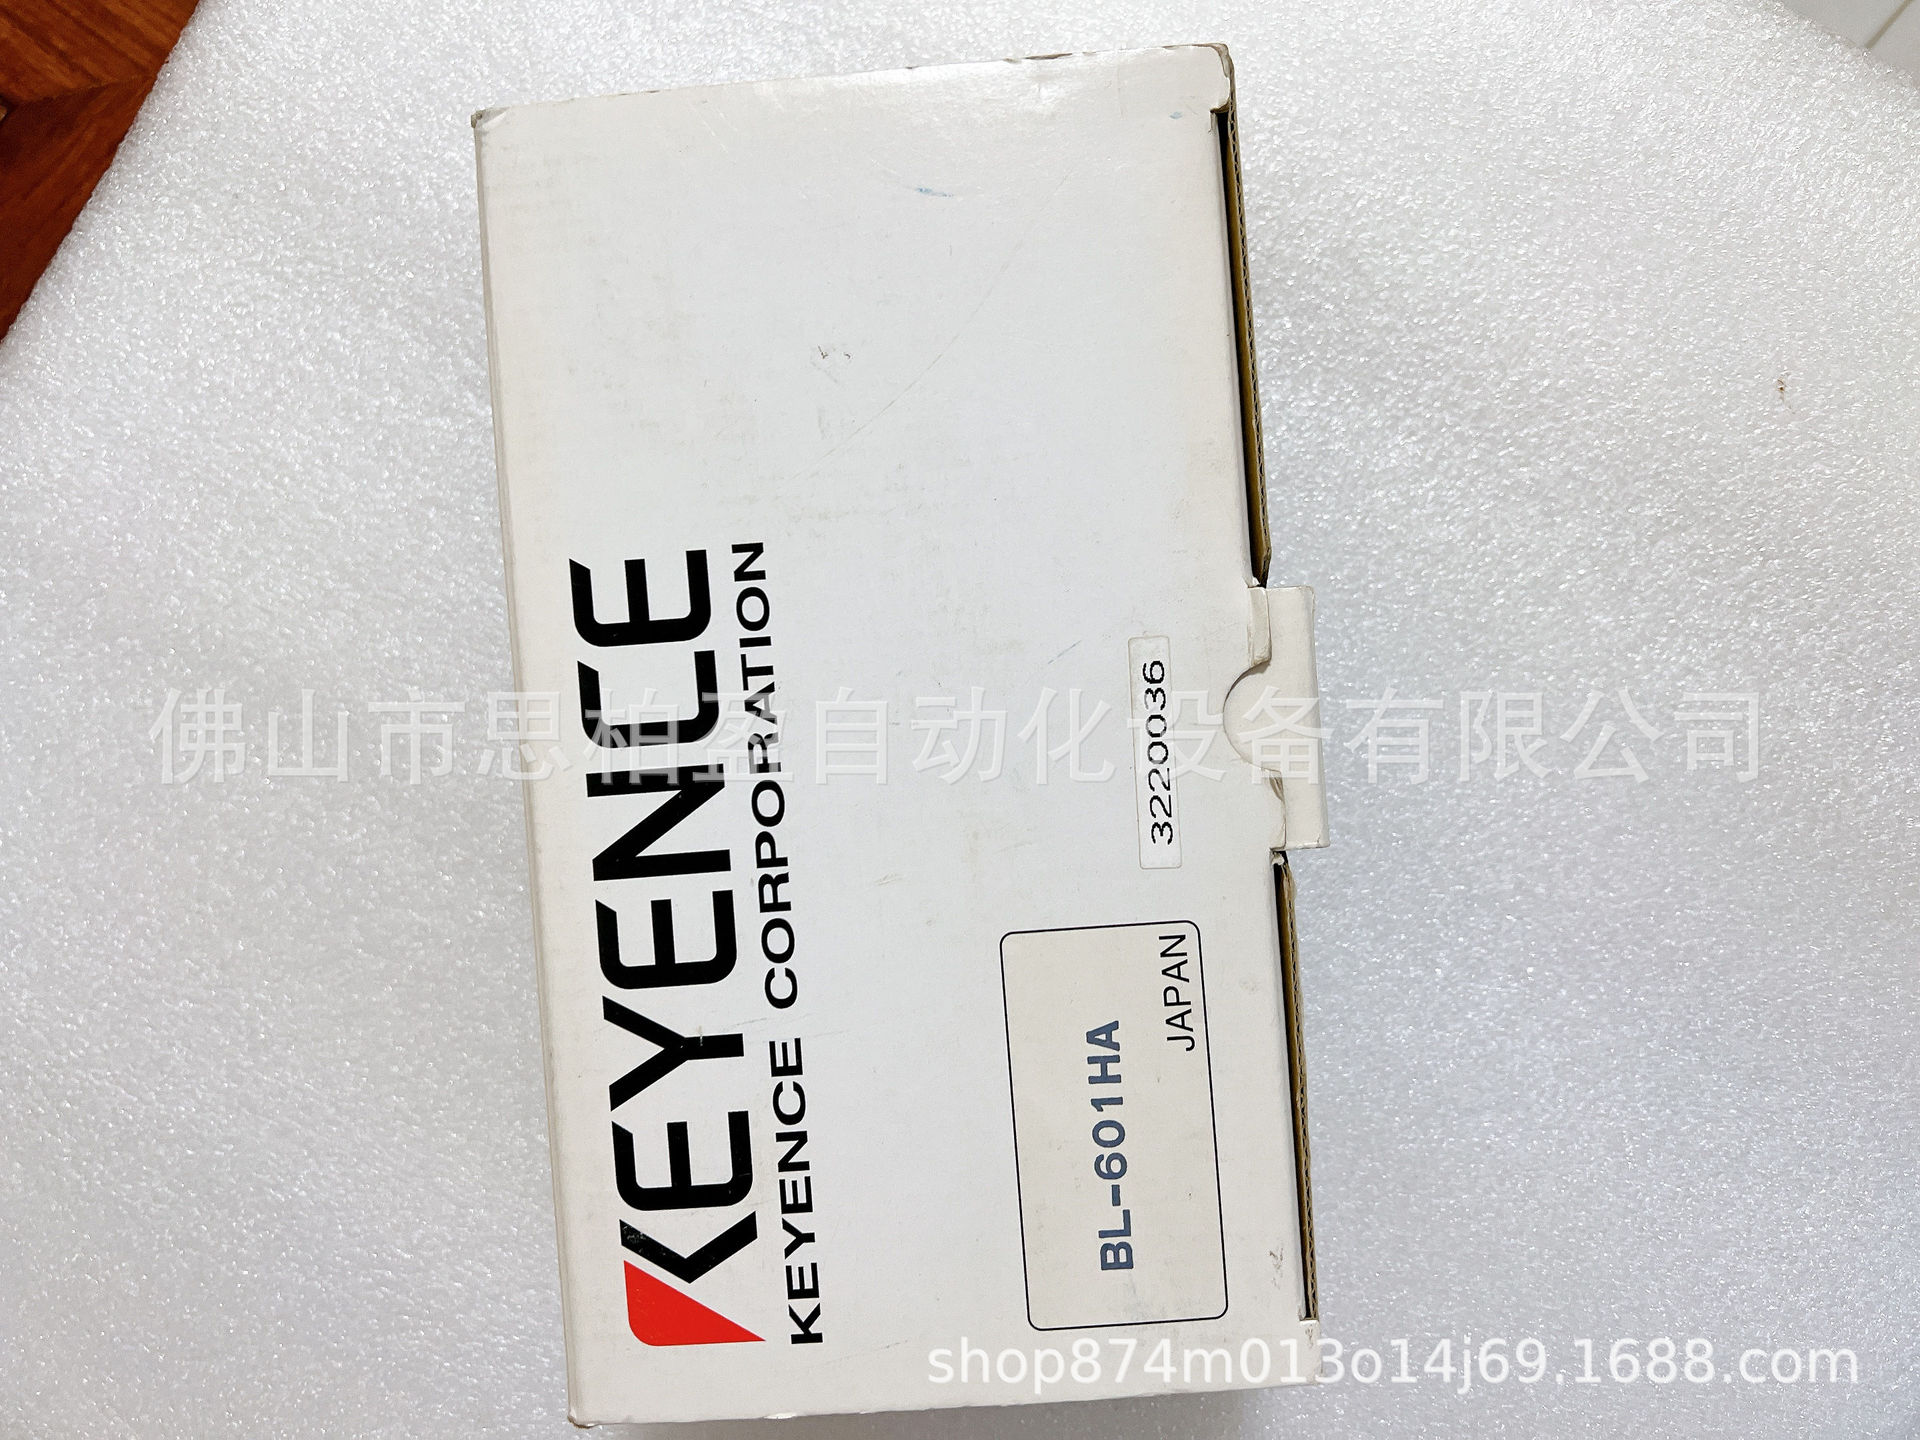 KEYENCE
KEYENCE CORPORATION
BL-601HA
JAPAN
3220036
佛山市思柏盈自动化设备有限公司
shop874m013o14j69.1688.com